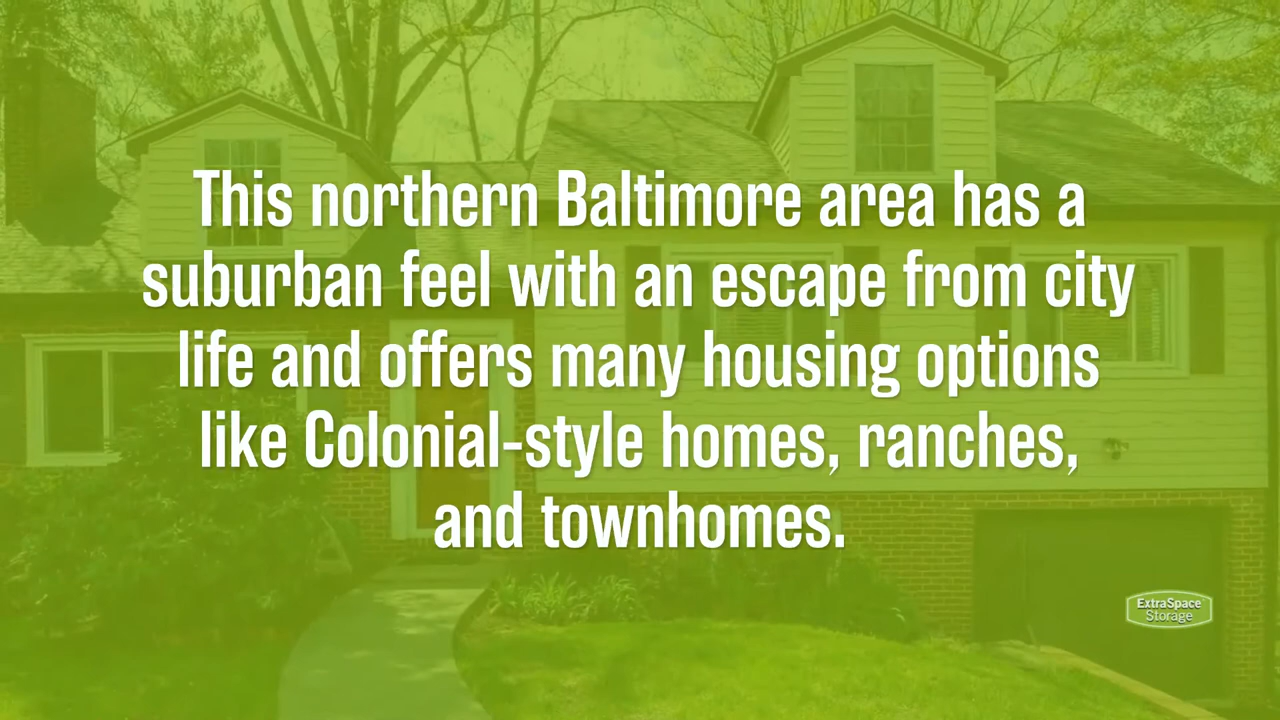 This northern Baltimore area has a
suburban feel with an escape from city
life and offers many housing options
like Colonial-style homes, ranches,
and townhomes.
ExtraSpace
Storage